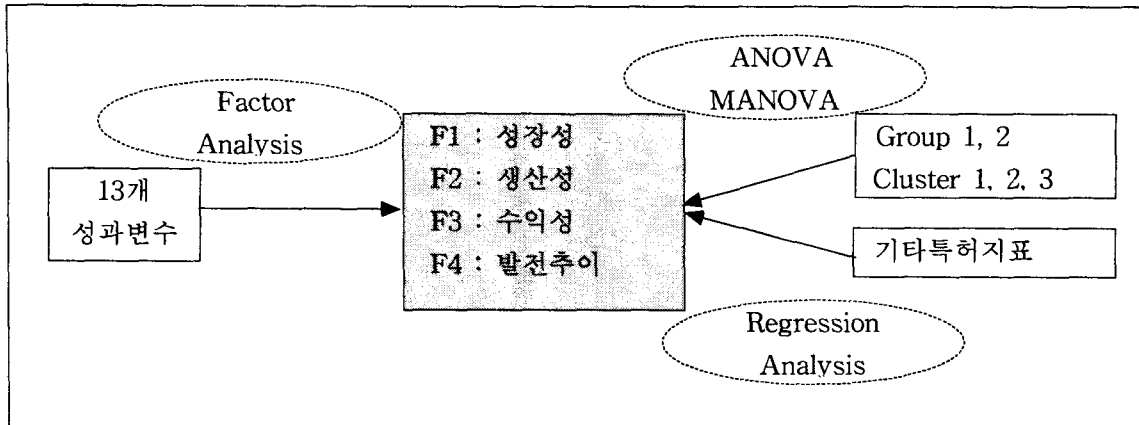 Factor
Analysis
13개
성과변수
F1 : 성장성
F2 : 생산성
F3 : 수익성
F4 : 발전추이
ANOVA
MANOVA
Group 1, 2
Cluster 1, 2, 3
기타특허지표
Regression
Analysis